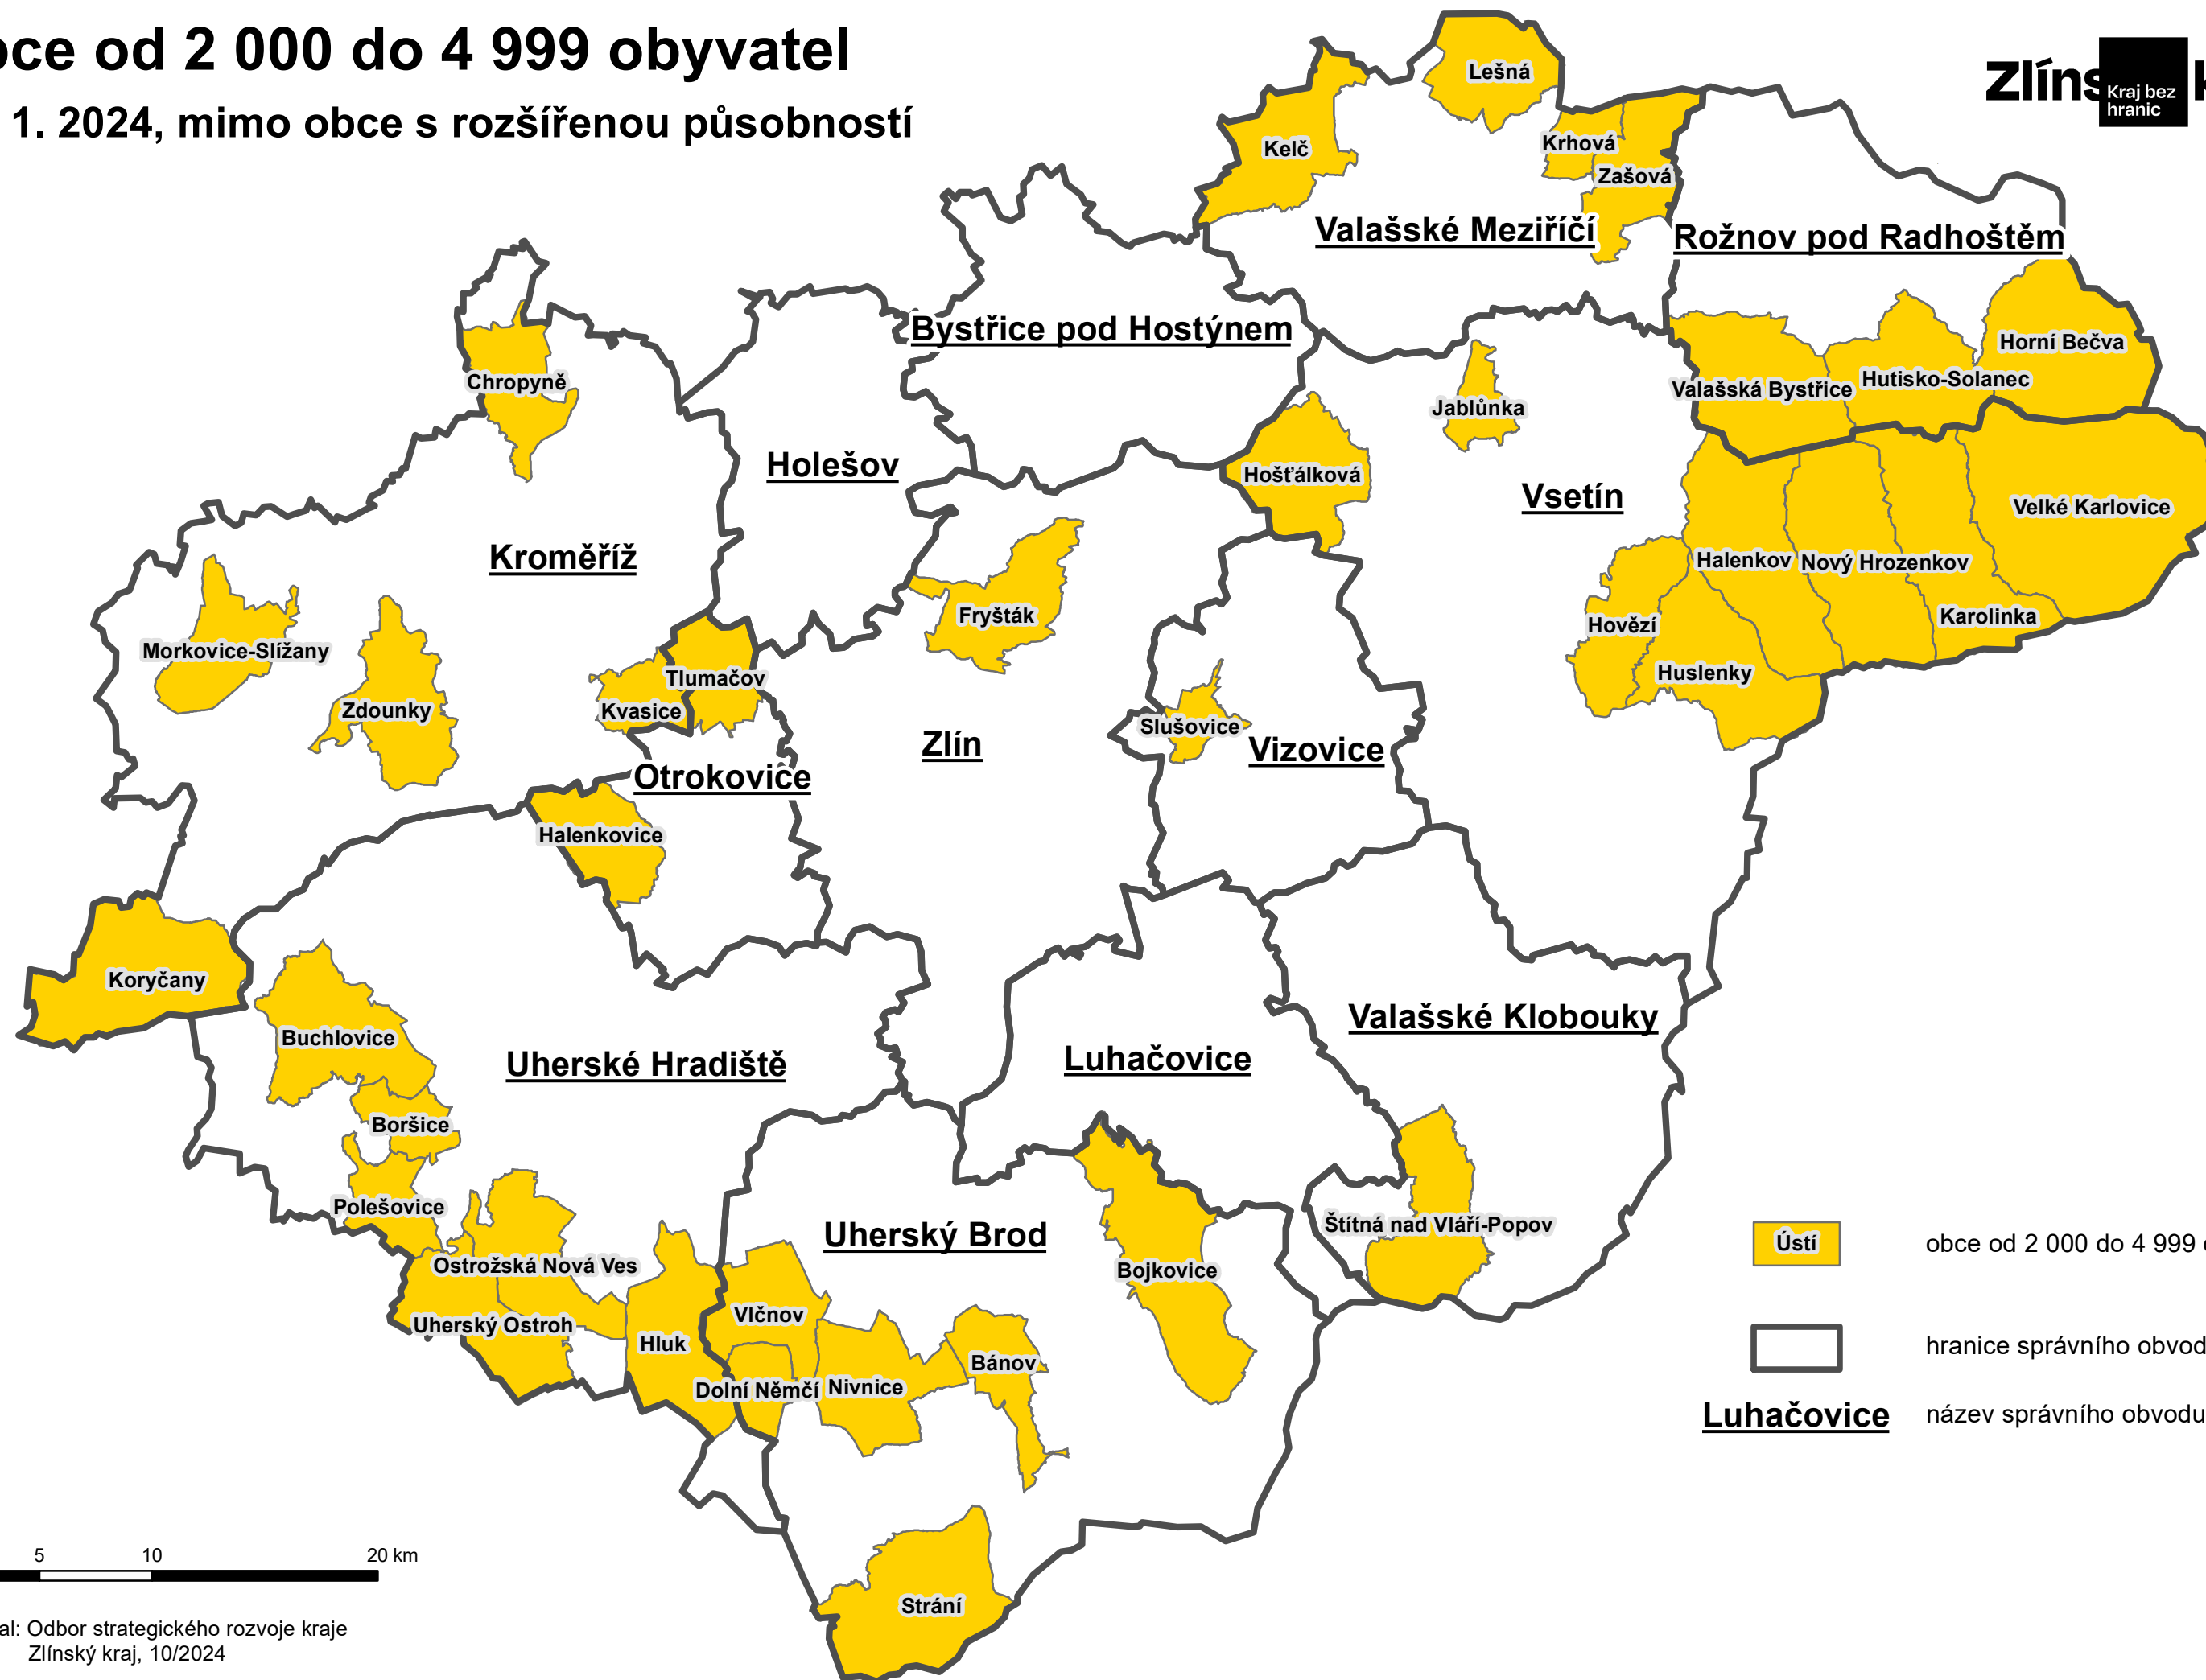 bce od 2 000 do 4 999 obyvatel
1. 2024, mimo obce s rozšířenou působností
Zlíns
Kraj bez
hranic
Lešná
Kelč
Krhová
Zašová
Valašské Meziříčí
Rožnov pod Radhoštěm
Bystřice pod Hostýnem
Horní Bečva
Hutisko-Solanec
Valašská Bystřice
Chropyně
Jablůnka
Holešov
Hošťálková
Vsetín
Velké Karlovice
Kroměříž
Halenkov
Nový Hrozenkov
Fryšták
Karolinka
Hovězí
Morkovice-Slížany
Huslenky
Tlumačov
Zdounky
Kvasice
Slušovice
Zlín
Vizovice
Otrokovice
Halenkovice
Koryčany
Valašské Klobouky
Buchlovice
Luhačovice
Uherské Hradiště
Boršice
Polešovice
Štítná nad Vláří-Popov
Uherský Brod
Ostrožská Nová Ves
Bojkovice
Vlčnov
Uherský Ostroh
Hluk
Bánov
Dolní Němčí
Nivnice
Strání
Ústí
obce od 2 000 do 4 999
hranice správního obvod
Luhačovice
název správního obvodu
5
10
20 km
al: Odbor strategického rozvoje kraje
Zlínský kraj, 10/2024